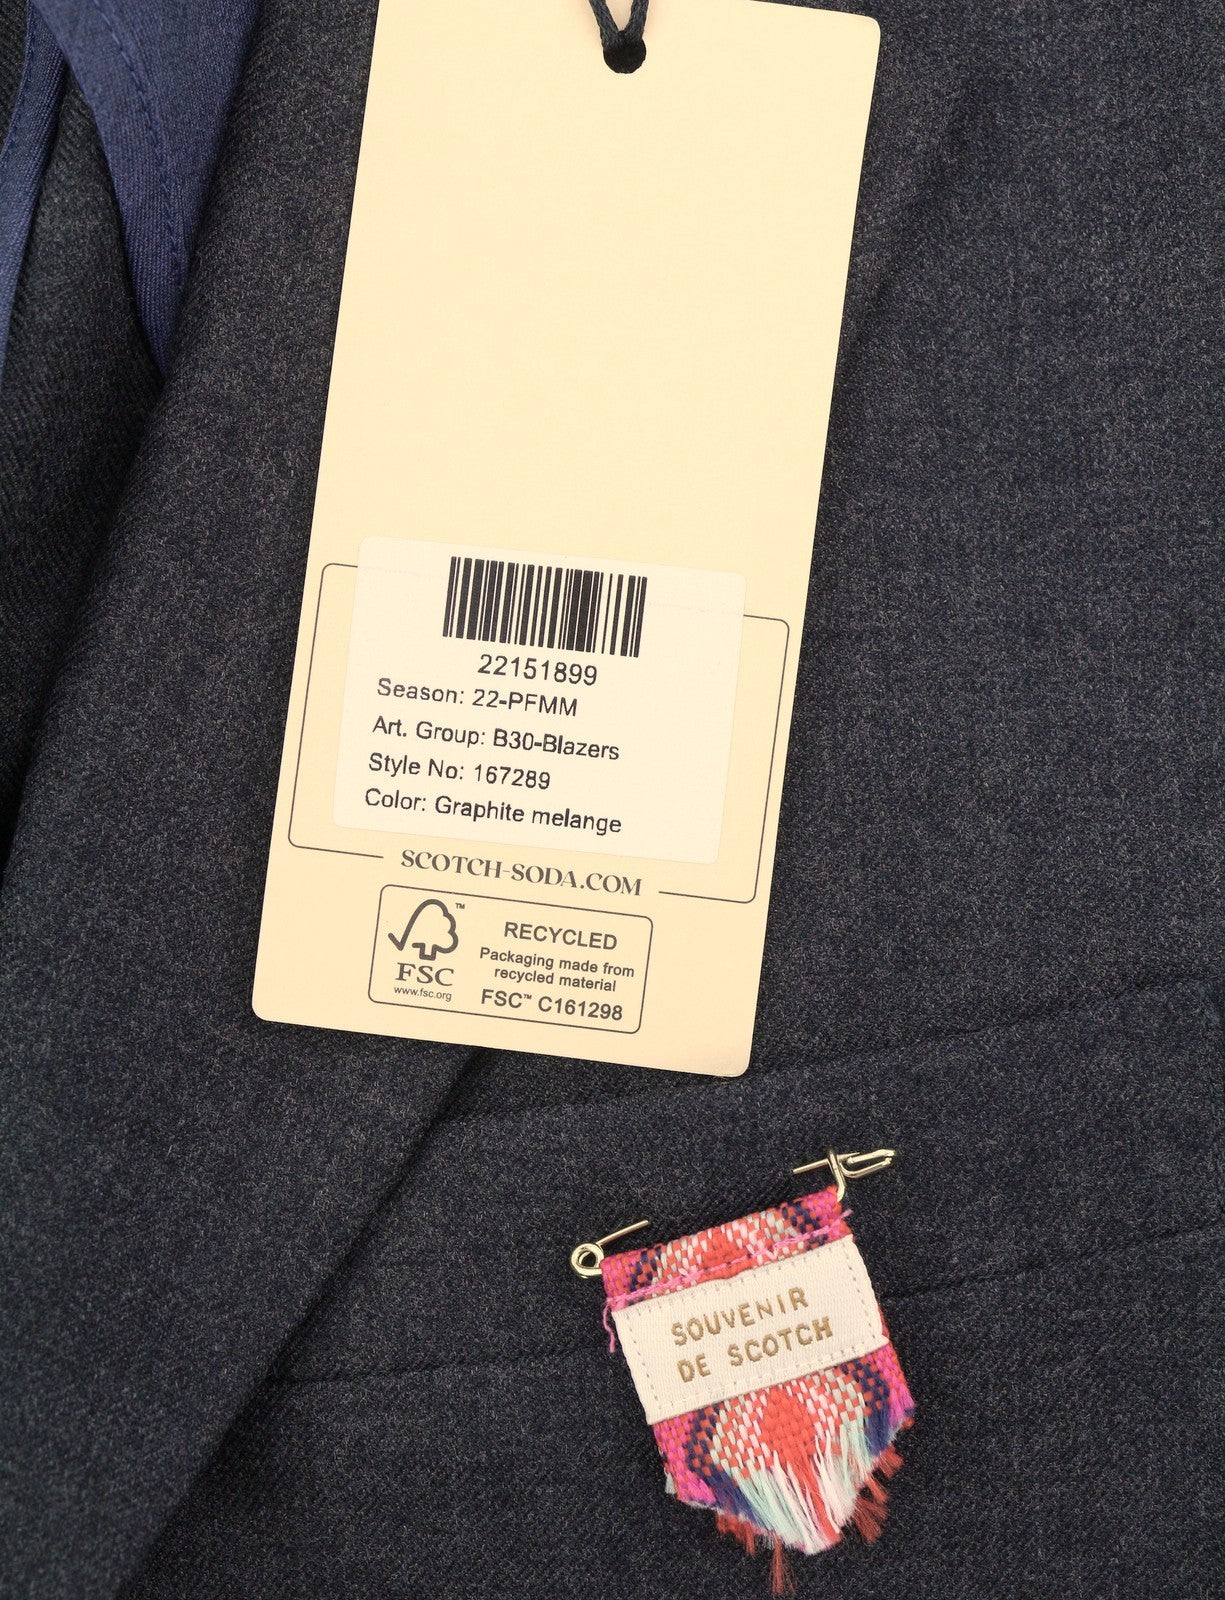 22151899
Season: 22-PFMM
Art. Group: B30-Blazers
Style No: 167289
Color: Graphite melange
SCOTCH-SODA.COM
FSC
www.fsc.org
RECYCLED
Packaging made from
recycled material
FSC™ C161298
SOUVENIR
DE SCOTCH